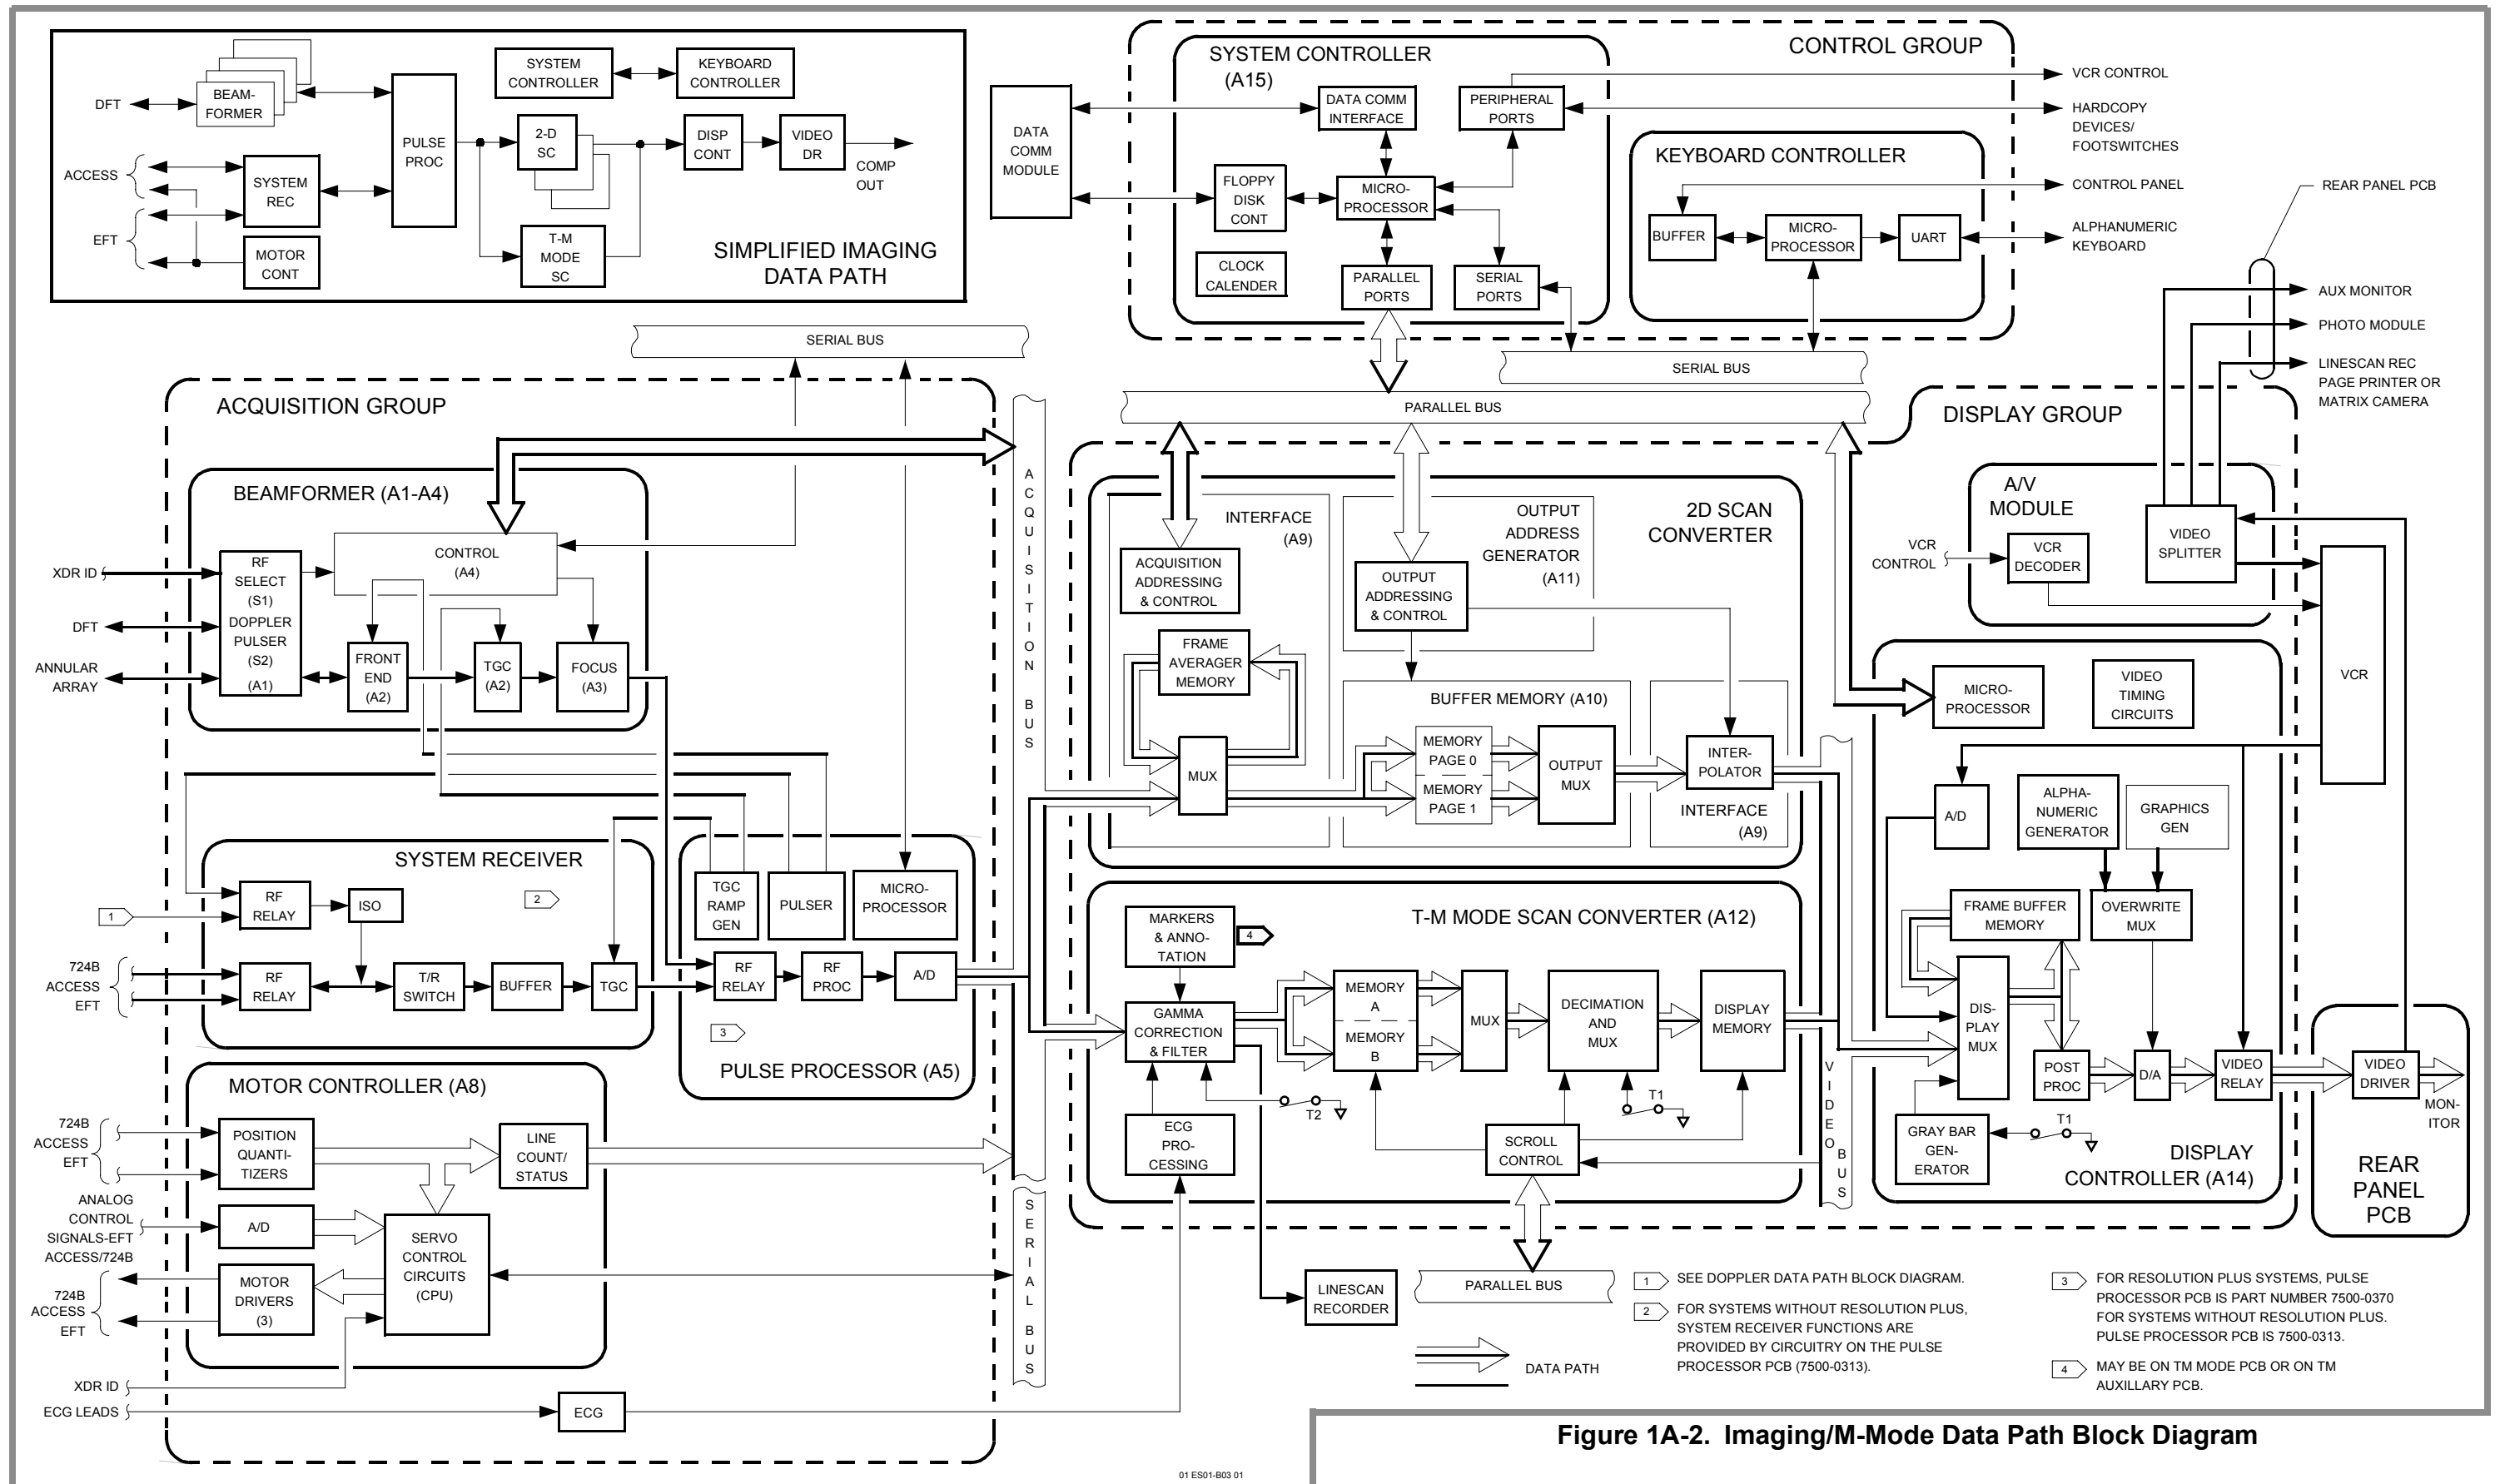 DFT
BEAM-
FORMER
ACCESS
SYSTEM
REC
EFT
MOTOR
CONT
PULSE
PROC
SYSTEM
CONTROLLER
KEYBOARD
CONTROLLER
2-D
SC
T-M
MODE
SC
DISP
CONT
VIDEO
DR
COMP
OUT
SIMPLIFIED IMAGING
DATA PATH
CONTROL GROUP
SYSTEM CONTROLLER
(A15)
DATA
COMM
MODULE
DATA COMM
INTERFACE
PERIPHERAL
PORTS
FLOPPY
DISK
CONT
MICRO-
PROCESSOR
CLOCK
CALENDER
PARALLEL
PORTS
SERIAL
PORTS
KEYBOARD CONTROLLER
BUFFER
MICRO-
PROCESSOR
UART
VCR CONTROL
HARDCOPY
DEVICES/
FOOTSWITCHES
CONTROL PANEL
ALPHANUMERIC
KEYBOARD
REAR PANEL PCB
AUX MONITOR
PHOTO MODULE
LINESCAN REC
PAGE PRINTER OR
MATRIX CAMERA
SERIAL BUS
SERIAL BUS
PARALLEL BUS
ACQUISITION GROUP
BEAMFORMER (A1-A4)
XDR ID
DFT
ANNULAR
ARRAY
RF
SELECT
(S1)
DOPPLER
PULSER
(S2)
(A1)
CONTROL
(A4)
FRONT
END
(A2)
TGC
(A2)
FOCUS
(A3)
ACQUISITION BUS
SYSTEM RECEIVER
1
724B
ACCESS
EFT
RF
RELAY
ISO
2
RF
RELAY
T/R
SWITCH
BUFFER
TGC
TGC
RAMP
GEN
PULSER
MICRO-
PROCESSOR
RF
RELAY
RF
PROC
A/D
3
PULSE PROCESSOR (A5)
MOTOR CONTROLLER (A8)
724B
ACCESS
EFT
POSITION
QUANTI-
TIZERS
LINE
COUNT/
STATUS
ANALOG
CONTROL
SIGNALS-EFT
ACCESS/724B
A/D
SERVO
CONTROL
CIRCUITS
(CPU)
724B
ACCESS
EFT
MOTOR
DRIVERS
(3)
XDR ID
ECG LEADS
ECG
SERIAL BUS
DISPLAY GROUP
2D SCAN
CONVERTER
INTERFACE
(A9)
ACQUISITION
ADDRESSING
& CONTROL
FRAME
AVERAGER
MEMORY
MUX
OUTPUT
ADDRESS
GENERATOR
(A11)
OUTPUT
ADDRESSING
& CONTROL
BUFFER MEMORY (A10)
MEMORY
PAGE 0
MEMORY
PAGE 1
OUTPUT
MUX
INTER-
POLATOR
INTERFACE
(A9)
T-M MODE SCAN CONVERTER (A12)
MARKERS
& ANNO-
TATION
4
GAMMA
CORRECTION
& FILTER
MEMORY
A
MEMORY
B
MUX
DECIMATION
AND
MUX
DISPLAY
MEMORY
T2
T1
ECG
PRO-
CESSING
SCROLL
CONTROL
LINESCAN
RECORDER
PARALLEL BUS
VIDEO BUS
A/V
MODULE
VCR
CONTROL
VCR
DECODER
VIDEO
SPLITTER
VCR
MICRO-
PROCESSOR
VIDEO
TIMING
CIRCUITS
A/D
ALPHA-
NUMERIC
GENERATOR
GRAPHICS
GEN
FRAME BUFFER
MEMORY
OVERWRITE
MUX
DIS-
PLAY
MUX
POST
PROC
D/A
VIDEO
RELAY
GRAY BAR
GEN-
ERATOR
T1
DISPLAY
CONTROLLER (A14)
VIDEO
DRIVER
MON-
ITOR
REAR
PANEL
PCB
DATA PATH
1 SEE DOPPLER DATA PATH BLOCK DIAGRAM.
2 FOR SYSTEMS WITHOUT RESOLUTION PLUS,
SYSTEM RECEIVER FUNCTIONS ARE
PROVIDED BY CIRCUITRY ON THE PULSE
PROCESSOR PCB (7500-0313).
3 FOR RESOLUTION PLUS SYSTEMS, PULSE
PROCESSOR PCB IS PART NUMBER 7500-0370
FOR SYSTEMS WITHOUT RESOLUTION PLUS.
PULSE PROCESSOR PCB IS 7500-0313.
4 MAY BE ON TM MODE PCB OR ON TM
AUXILLARY PCB.
Figure 1A-2. Imaging/M-Mode Data Path Block Diagram
01 ES01-B03 01